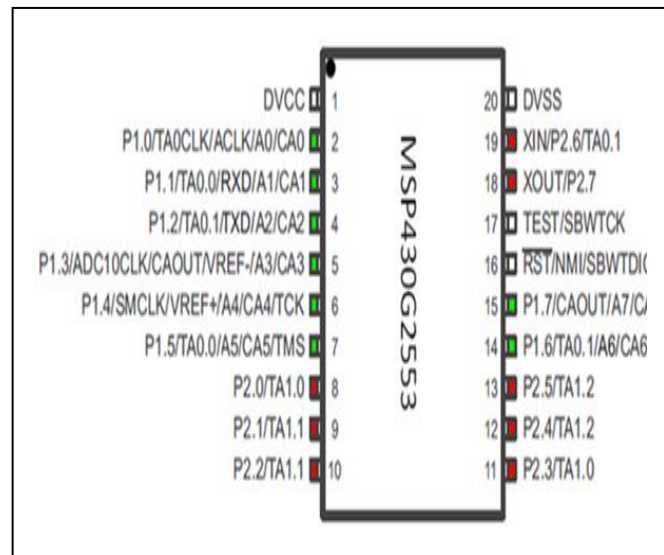 DVCC 1 20 DVSS
P1.0/TA0CLK/ACLK/A0/CA0 2 19 XIN/P2.6/TA0.1
P1.1/TA0.0/RXD/A1/CA1 3 18 XOUT/P2.7
P1.2/TA0.1/TXD/A2/CA2 4 17 TEST/SBWTCK
P1.3/ADC10CLK/CAOUT/VREF-/A3/CA3 5 16 RST/NMI/SBWTDIO
P1.4/SMCLK/VREF+/A4/CA4/TCK 6 15 P1.7/CAOUT/A7/CA
P1.5/TA0.0/A5/CA5/TMS 7 14 P1.6/TA0.1/A6/CA6
P2.0/TA1.0 8 13 P2.5/TA1.2
P2.1/TA1.1 9 12 P2.4/TA1.2
P2.2/TA1.1 10 11 P2.3/TA1.0
MSP430G2553